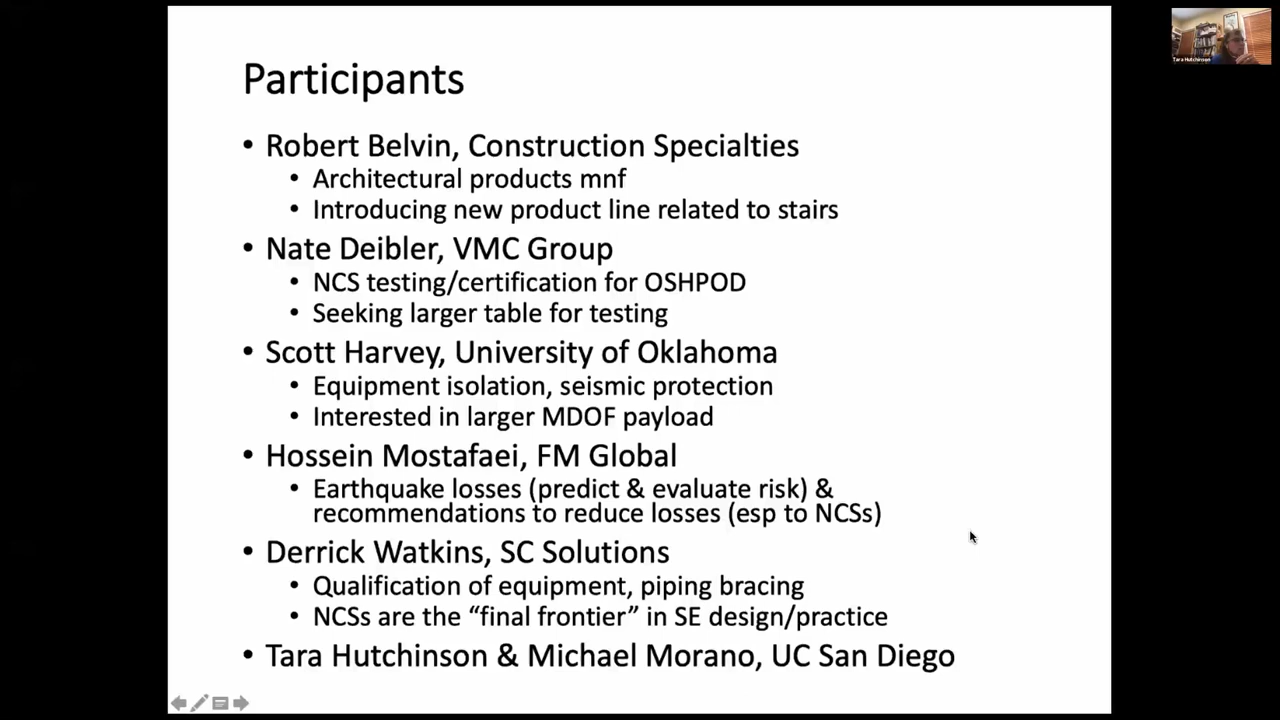 Participants
• Robert Belvin, Construction Specialties
• Architectural products mnf
• Introducing new product line related to stairs
• Nate Deibler, VMC Group
• NCS testing/certification for OSHPOD
• Seeking larger table for testing
• Scott Harvey, University of Oklahoma
• Equipment isolation, seismic protection
• Interested in larger MDOF payload
• Hossein Mostafaei, FM Global
• Earthquake losses (predict & evaluate risk) &
recommendations to reduce losses (esp to NCSs)
• Derrick Watkins, SC Solutions
• Qualification of equipment, piping bracing
• NCSs are the “final frontier” in SE design/practice
• Tara Hutchinson & Michael Morano, UC San Diego
Tara Hutchinson